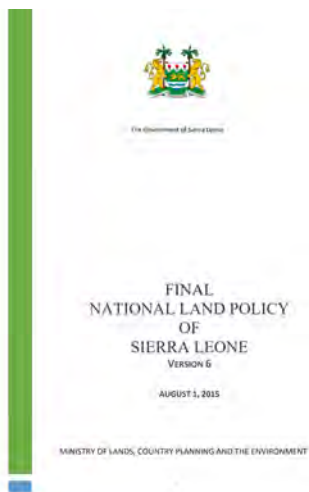 The Government of Sierra Leone
FINAL
NATIONAL LAND POLICY
OF
SIERRA LEONE
VERSION 6
AUGUST 1, 2015
MINISTRY OF LANDS, COUNTRY PLANNING AND THE ENVIRONMENT